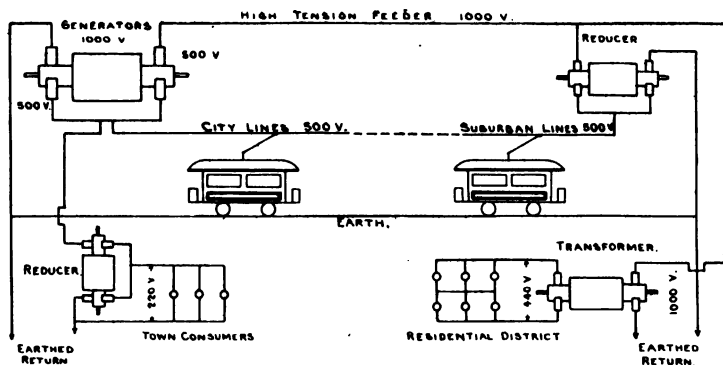 GENERATORS
1000 V
HIGH TENSION FEEDER 1000 V.
REDUCER
500 V
500 V.
CITY LINES 500 V.
SUBURBAN LINES 500 V
EARTH.
REDUCER.
220 V
TOWN CONSUMERS
EARTHED
RETURN
TRANSFORMER.
440 V
1000 V.
RESIDENTIAL DISTRICT
EARTHED
RETURN.